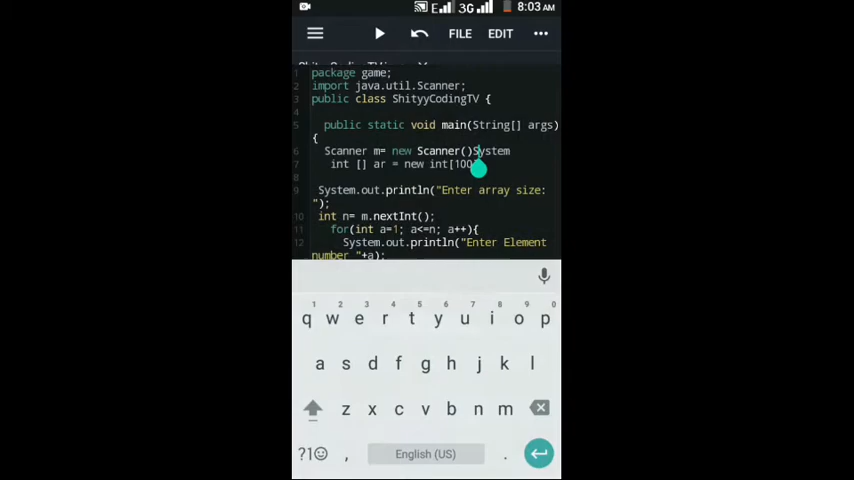 E 3G 8:03 AM
FILE EDIT
1 package game;
2 import java.util.Scanner;
3 public class ShityyCodingTV {
4
5 public static void main(String[] args)
{
6 Scanner m= new Scanner()System
7 int [] ar = new int[100
8
9 System.out.println("Enter array size:
");
10 int n= m.nextInt();
11 for(int a=1; a<=n; a++){
12 System.out.println("Enter Element
number "+a);
1 2 3 4 5 6 7 8 9 0
q w e r t y u i o p
a s d f g h j k l
z x c v b n m
?1 , English (US) .